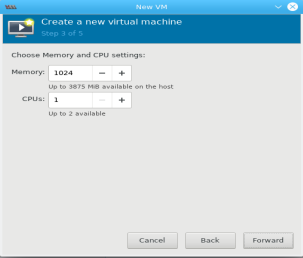 New VM
Create a new virtual machine
Step 3 of 5
Choose Memory and CPU settings:
Memory: 1024 − +
Up to 3875 MiB available on the host
CPUs: 1 − +
Up to 2 available
Cancel Back Forward